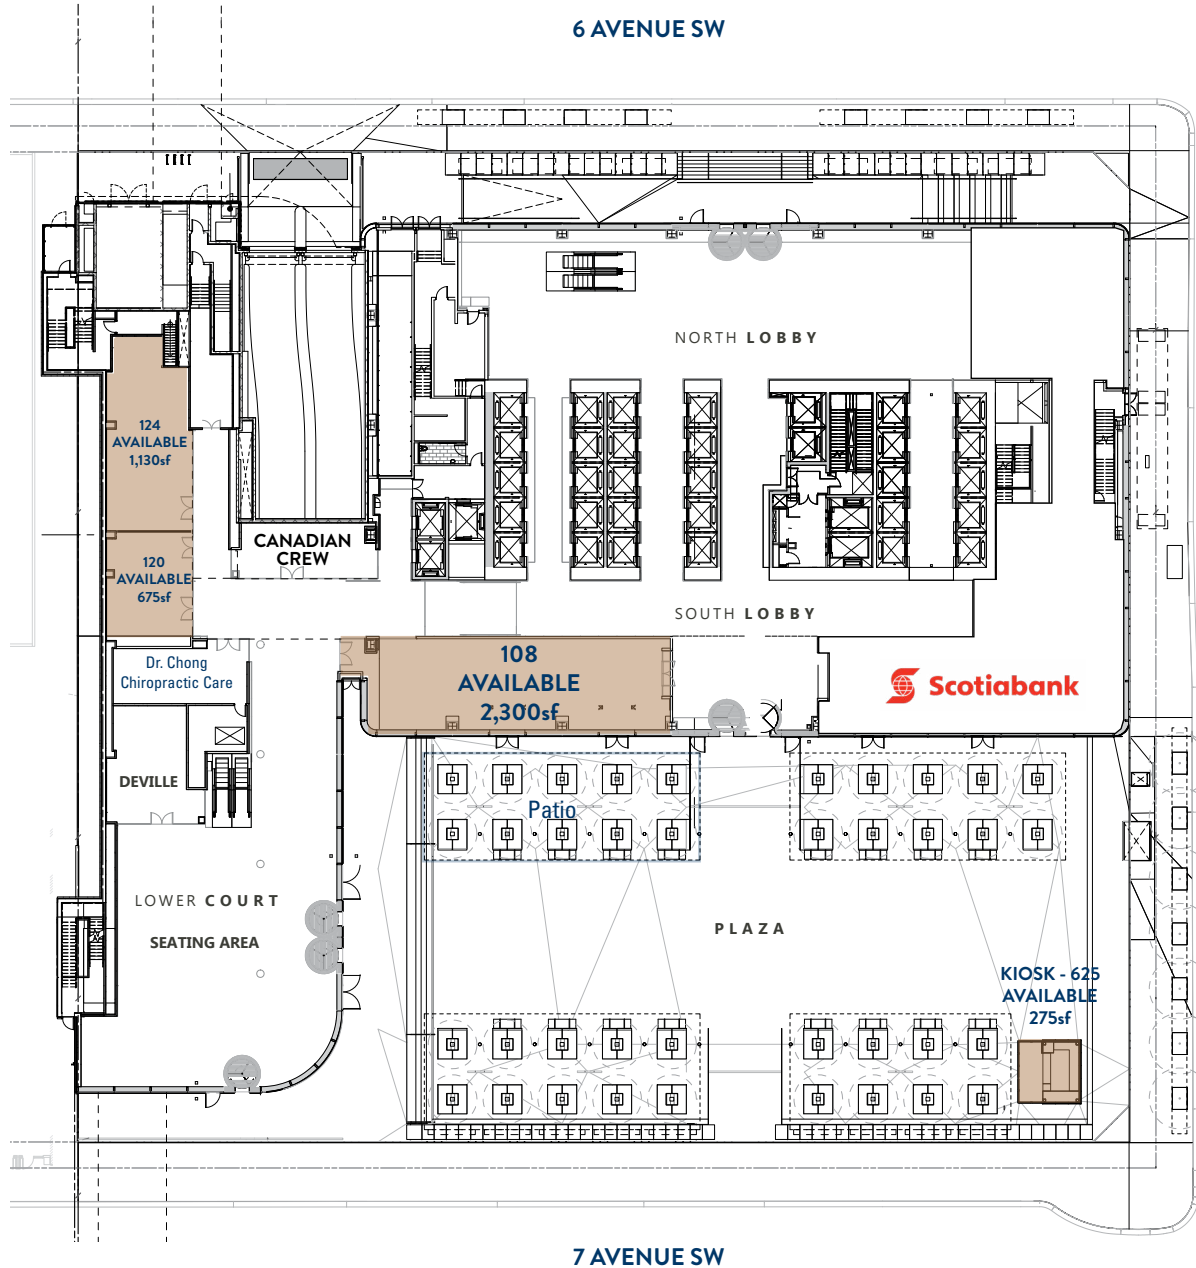 6 AVENUE SW
NORTH LOBBY
124
AVAILABLE
1,130sf
CANADIAN
CREW
120
AVAILABLE
675sf
SOUTH LOBBY
108
AVAILABLE
2,300sf
Dr. Chong
Chiropractic Care
Scotiabank
DEVILLE
Patio
LOWER COURT
SEATING AREA
PLAZA
KIOSK - 625
AVAILABLE
275sf
7 AVENUE SW